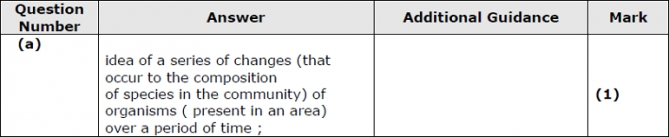 Question Number Answer Additional Guidance Mark
(a)
idea of a series of changes (that
occur to the composition
of species in the community) of
organisms ( present in an area)
over a period of time ;
(1)